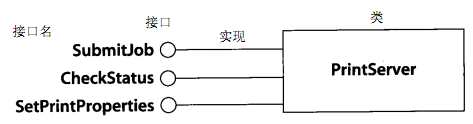 接口名 接口 类
SubmitJob 实现
CheckStatus PrintServer
SetPrintProperties